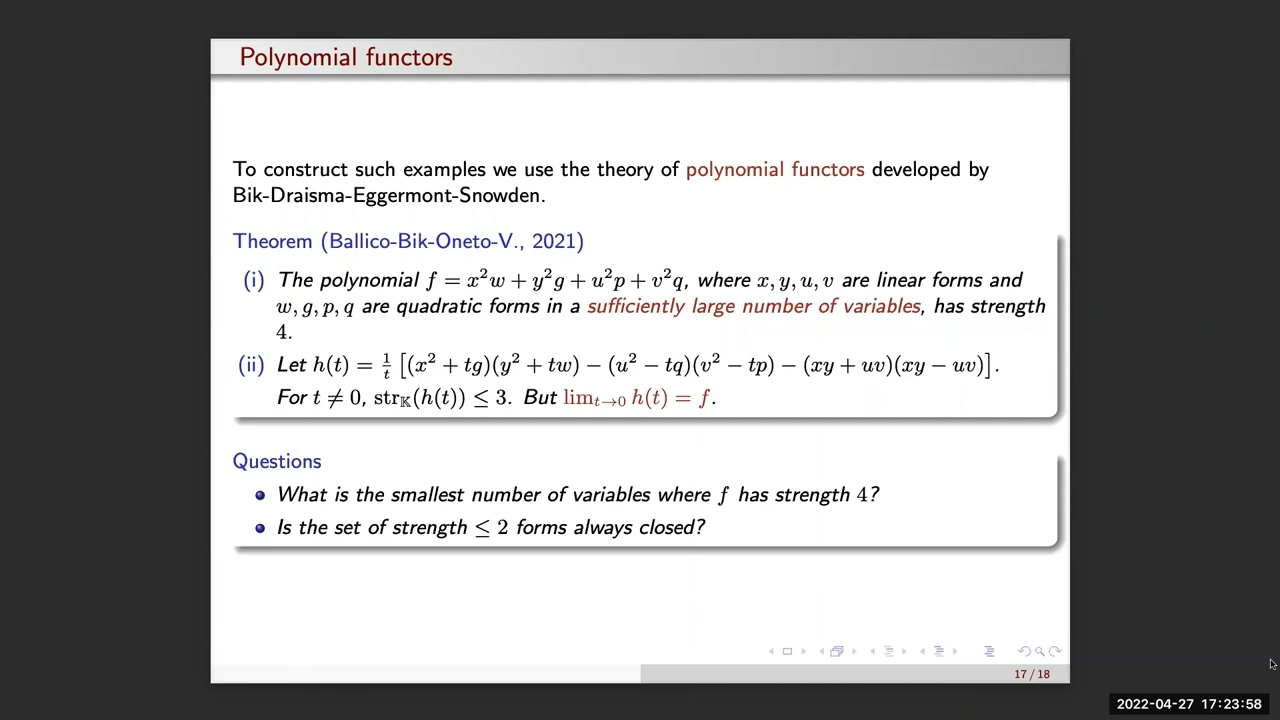 Polynomial functors
To construct such examples we use the theory of polynomial functors developed by
Bik-Draisma-Eggermont-Snowden.
Theorem (Ballico-Bik-Oneto-V., 2021)
(i) The polynomial f = x²w + y²g + u²p + v²q, where x, y, u, v are linear forms and
w, g, p, q are quadratic forms in a sufficiently large number of variables, has strength
4.
(ii) Let h(t) = 1/t [(x² + tg)(y² + tw) − (u² − tq)(v² − tp) − (xy + uv)(xy − uv)].
For t ≠ 0, str_𝕂(h(t)) ≤ 3. But lim_{t→0} h(t) = f.
Questions
• What is the smallest number of variables where f has strength 4?
• Is the set of strength ≤ 2 forms always closed?
17 / 18
2022-04-27 17:23:58